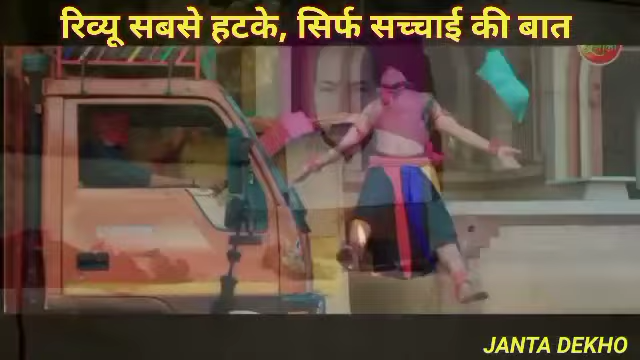 रिव्यू सबसे हटके, सिर्फ सच्चाई की बात
JANTA DEKHO